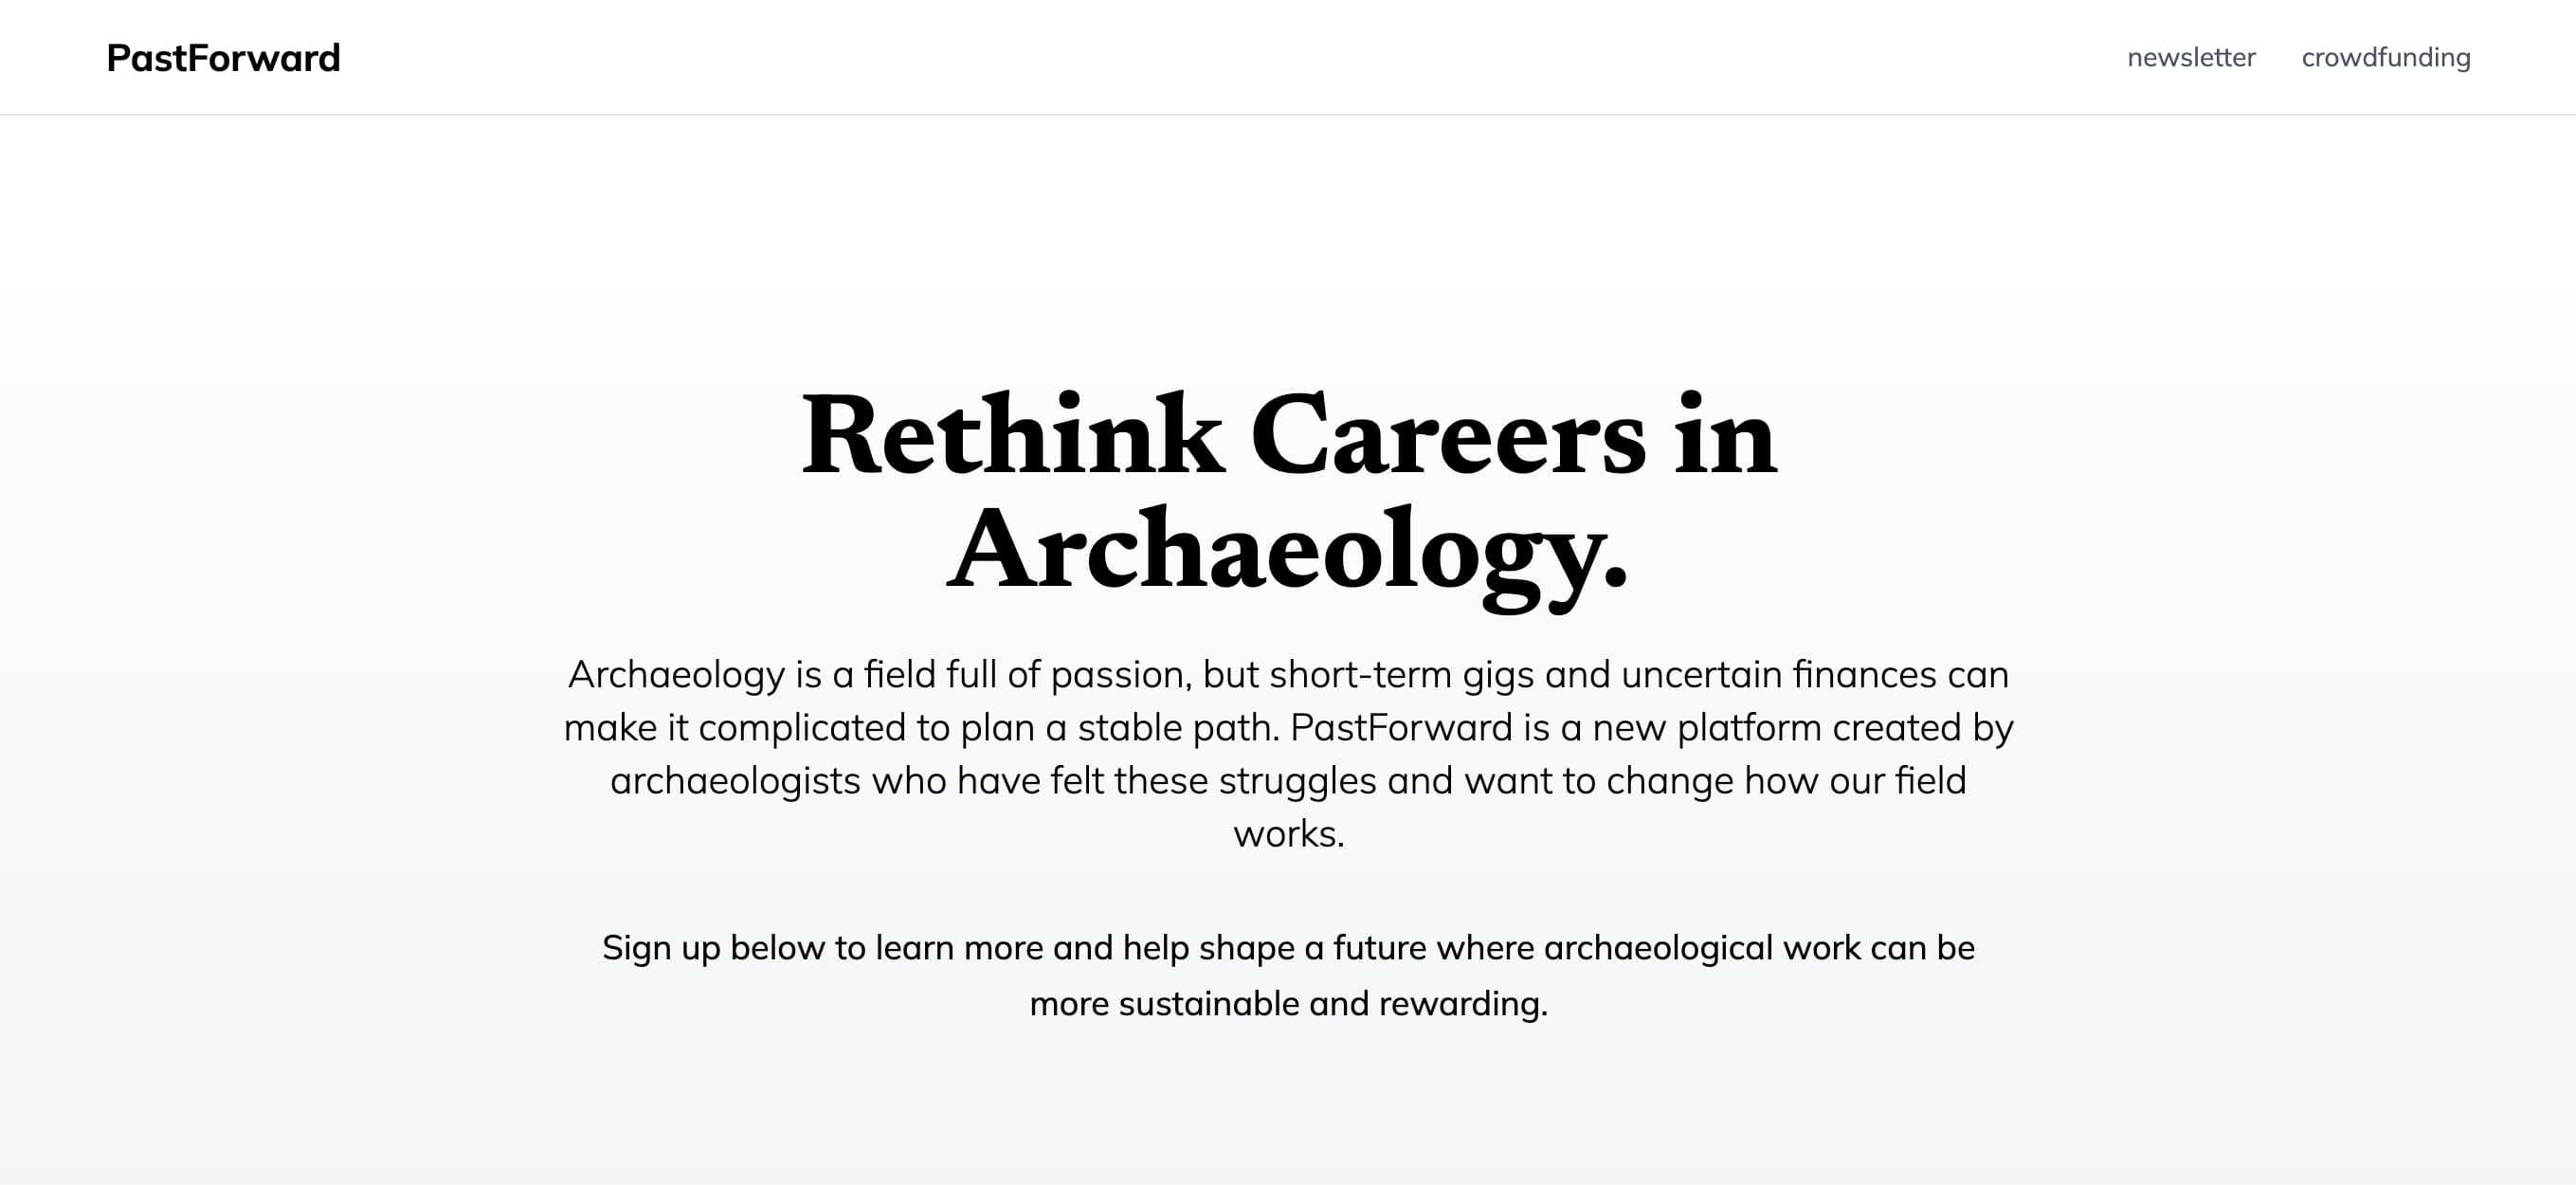 PastForward
newsletter crowdfunding
Rethink Careers in
Archaeology.
Archaeology is a field full of passion, but short-term gigs and uncertain finances can
make it complicated to plan a stable path. PastForward is a new platform created by
archaeologists who have felt these struggles and want to change how our field
works.
Sign up below to learn more and help shape a future where archaeological work can be
more sustainable and rewarding.